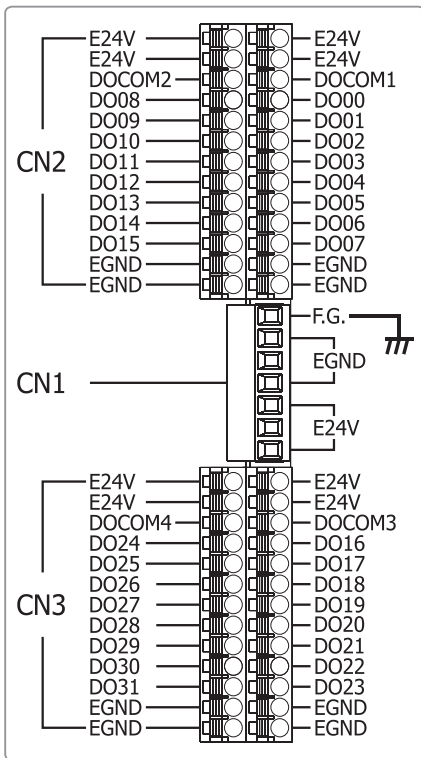 E24V E24V
E24V E24V
DOCOM2 DOCOM1
DO08 DO00
DO09 DO01
DO10 DO02
CN2 DO11 DO03
DO12 DO04
DO13 DO05
DO14 DO06
DO15 DO07
EGND EGND
EGND EGND
F.G.
EGND
CN1
E24V
E24V E24V
E24V E24V
DOCOM4 DOCOM3
DO24 DO16
DO25 DO17
DO26 DO18
CN3 DO27 DO19
DO28 DO20
DO29 DO21
DO30 DO22
DO31 DO23
EGND EGND
EGND EGND